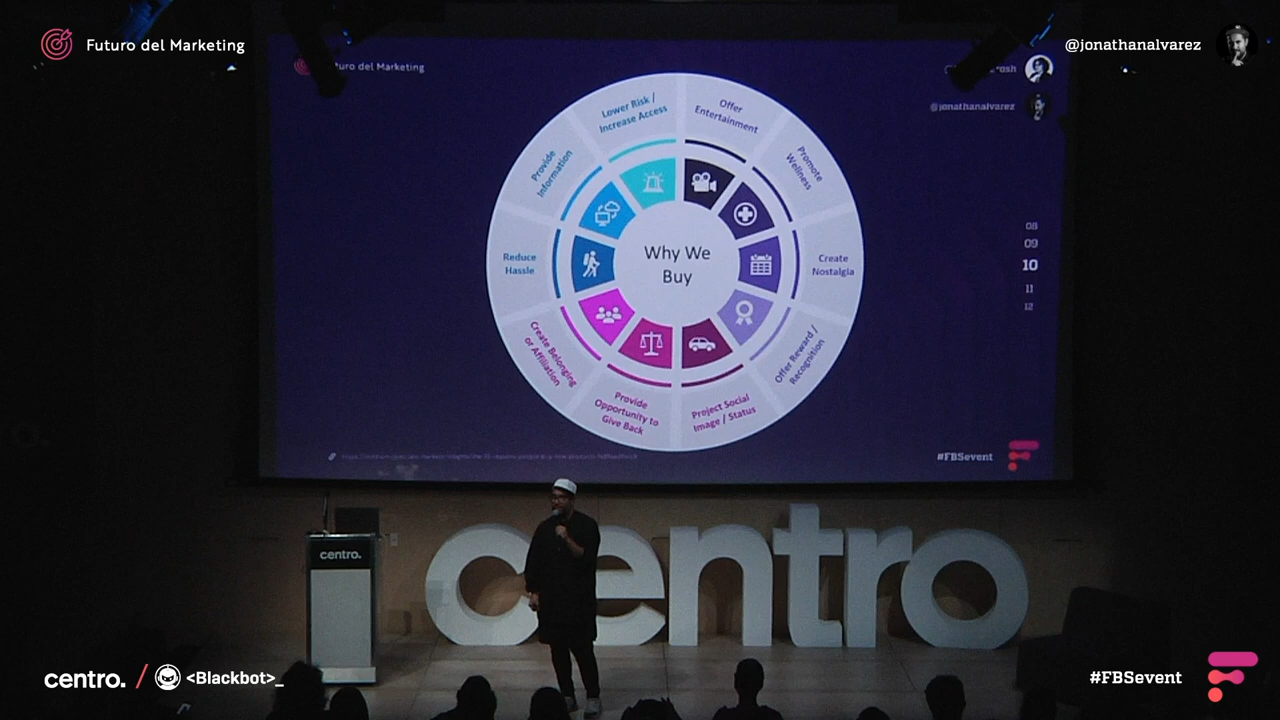 Futuro del Marketing
@jonathanalvarez
uro del Marketing
@jonathanalvarez
Lower Risk /
Increase Access
Offer
Entertainment
Provide
Information
Promote
Wellness
Reduce
Hassle
Why We
Buy
Create
Nostalgia
Create Belonging
or Affiliation
Offer Reward /
Recognition
Provide
Opportunity to
Give Back
Project Social
Image / Status
08
09
10
11
12
#FBSevent
centro.
centro
centro. / <Blackbot>_
#FBSevent